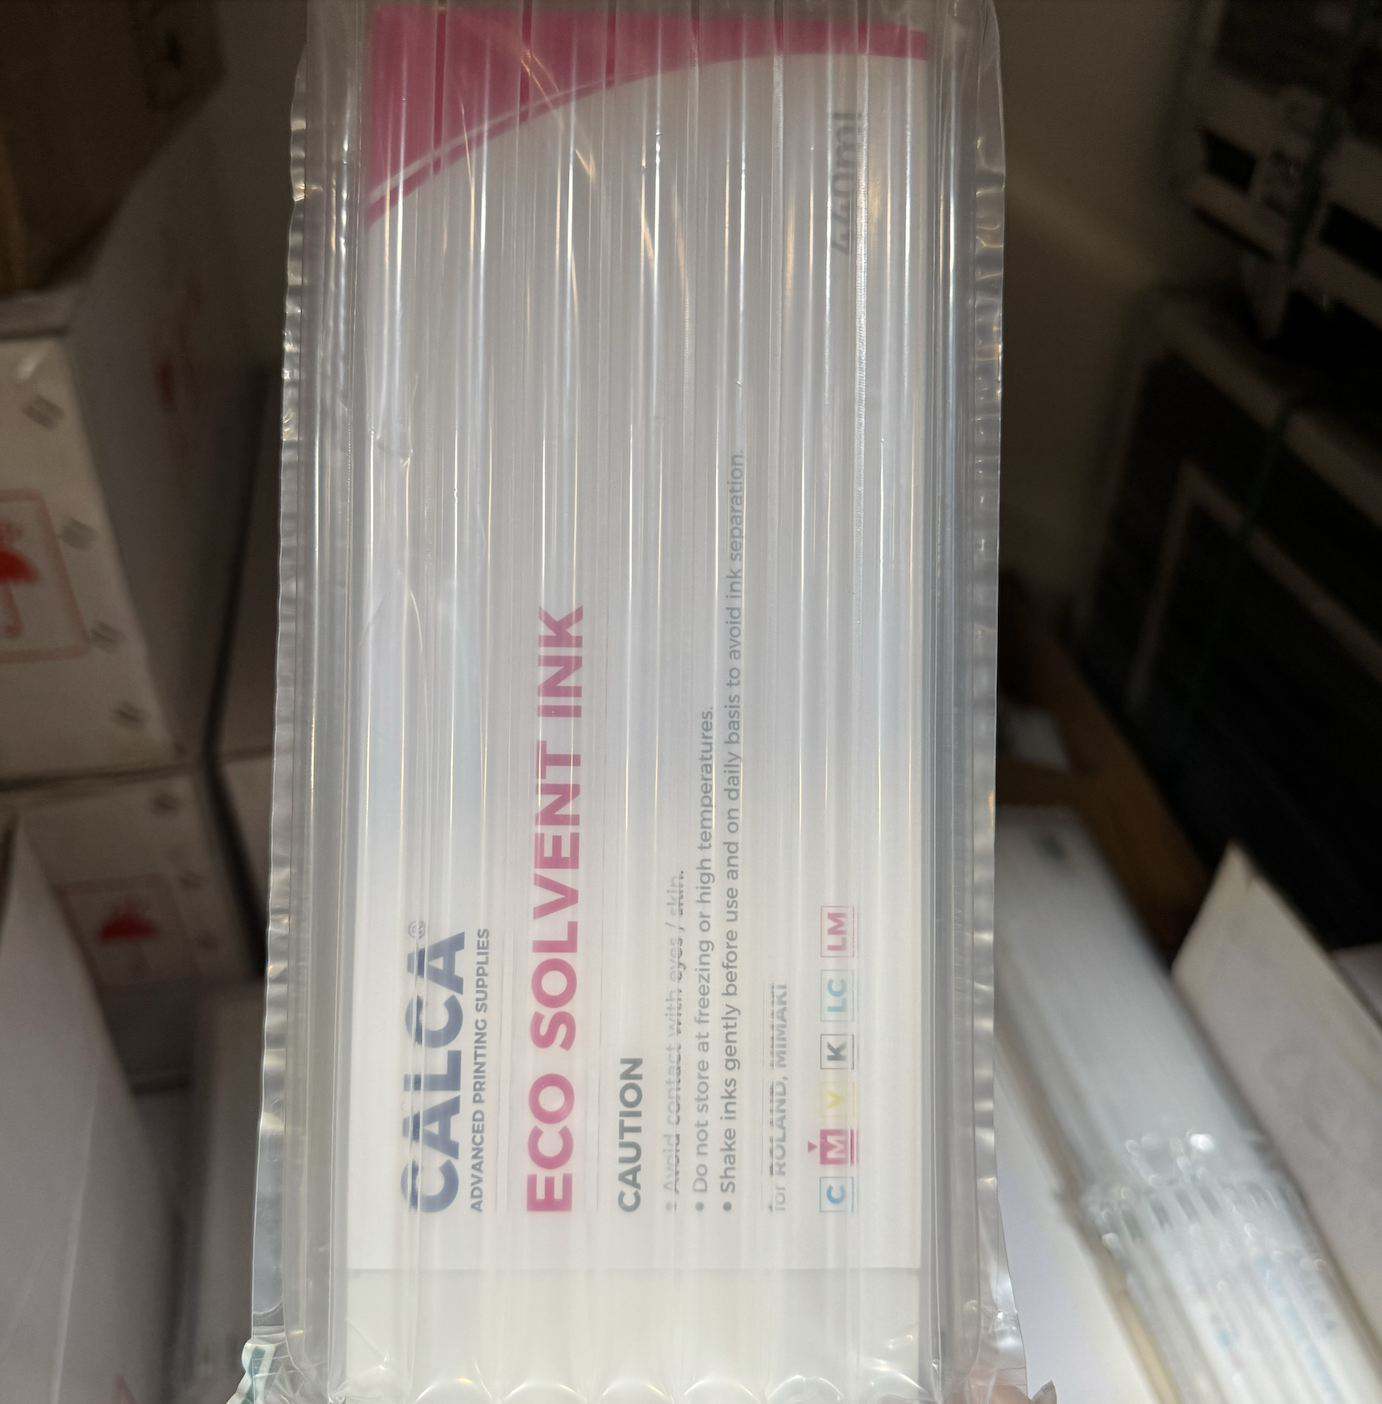 CALCA®
ADVANCED PRINTING SUPPLIES
ECO SOLVENT INK
CAUTION
• Avoid contact with eyes / skin.
• Do not store at freezing or high temperatures.
• Shake inks gently before use and on daily basis to avoid ink separation.
for ROLAND, MIMAKI
C M Y K LC LM
440ml